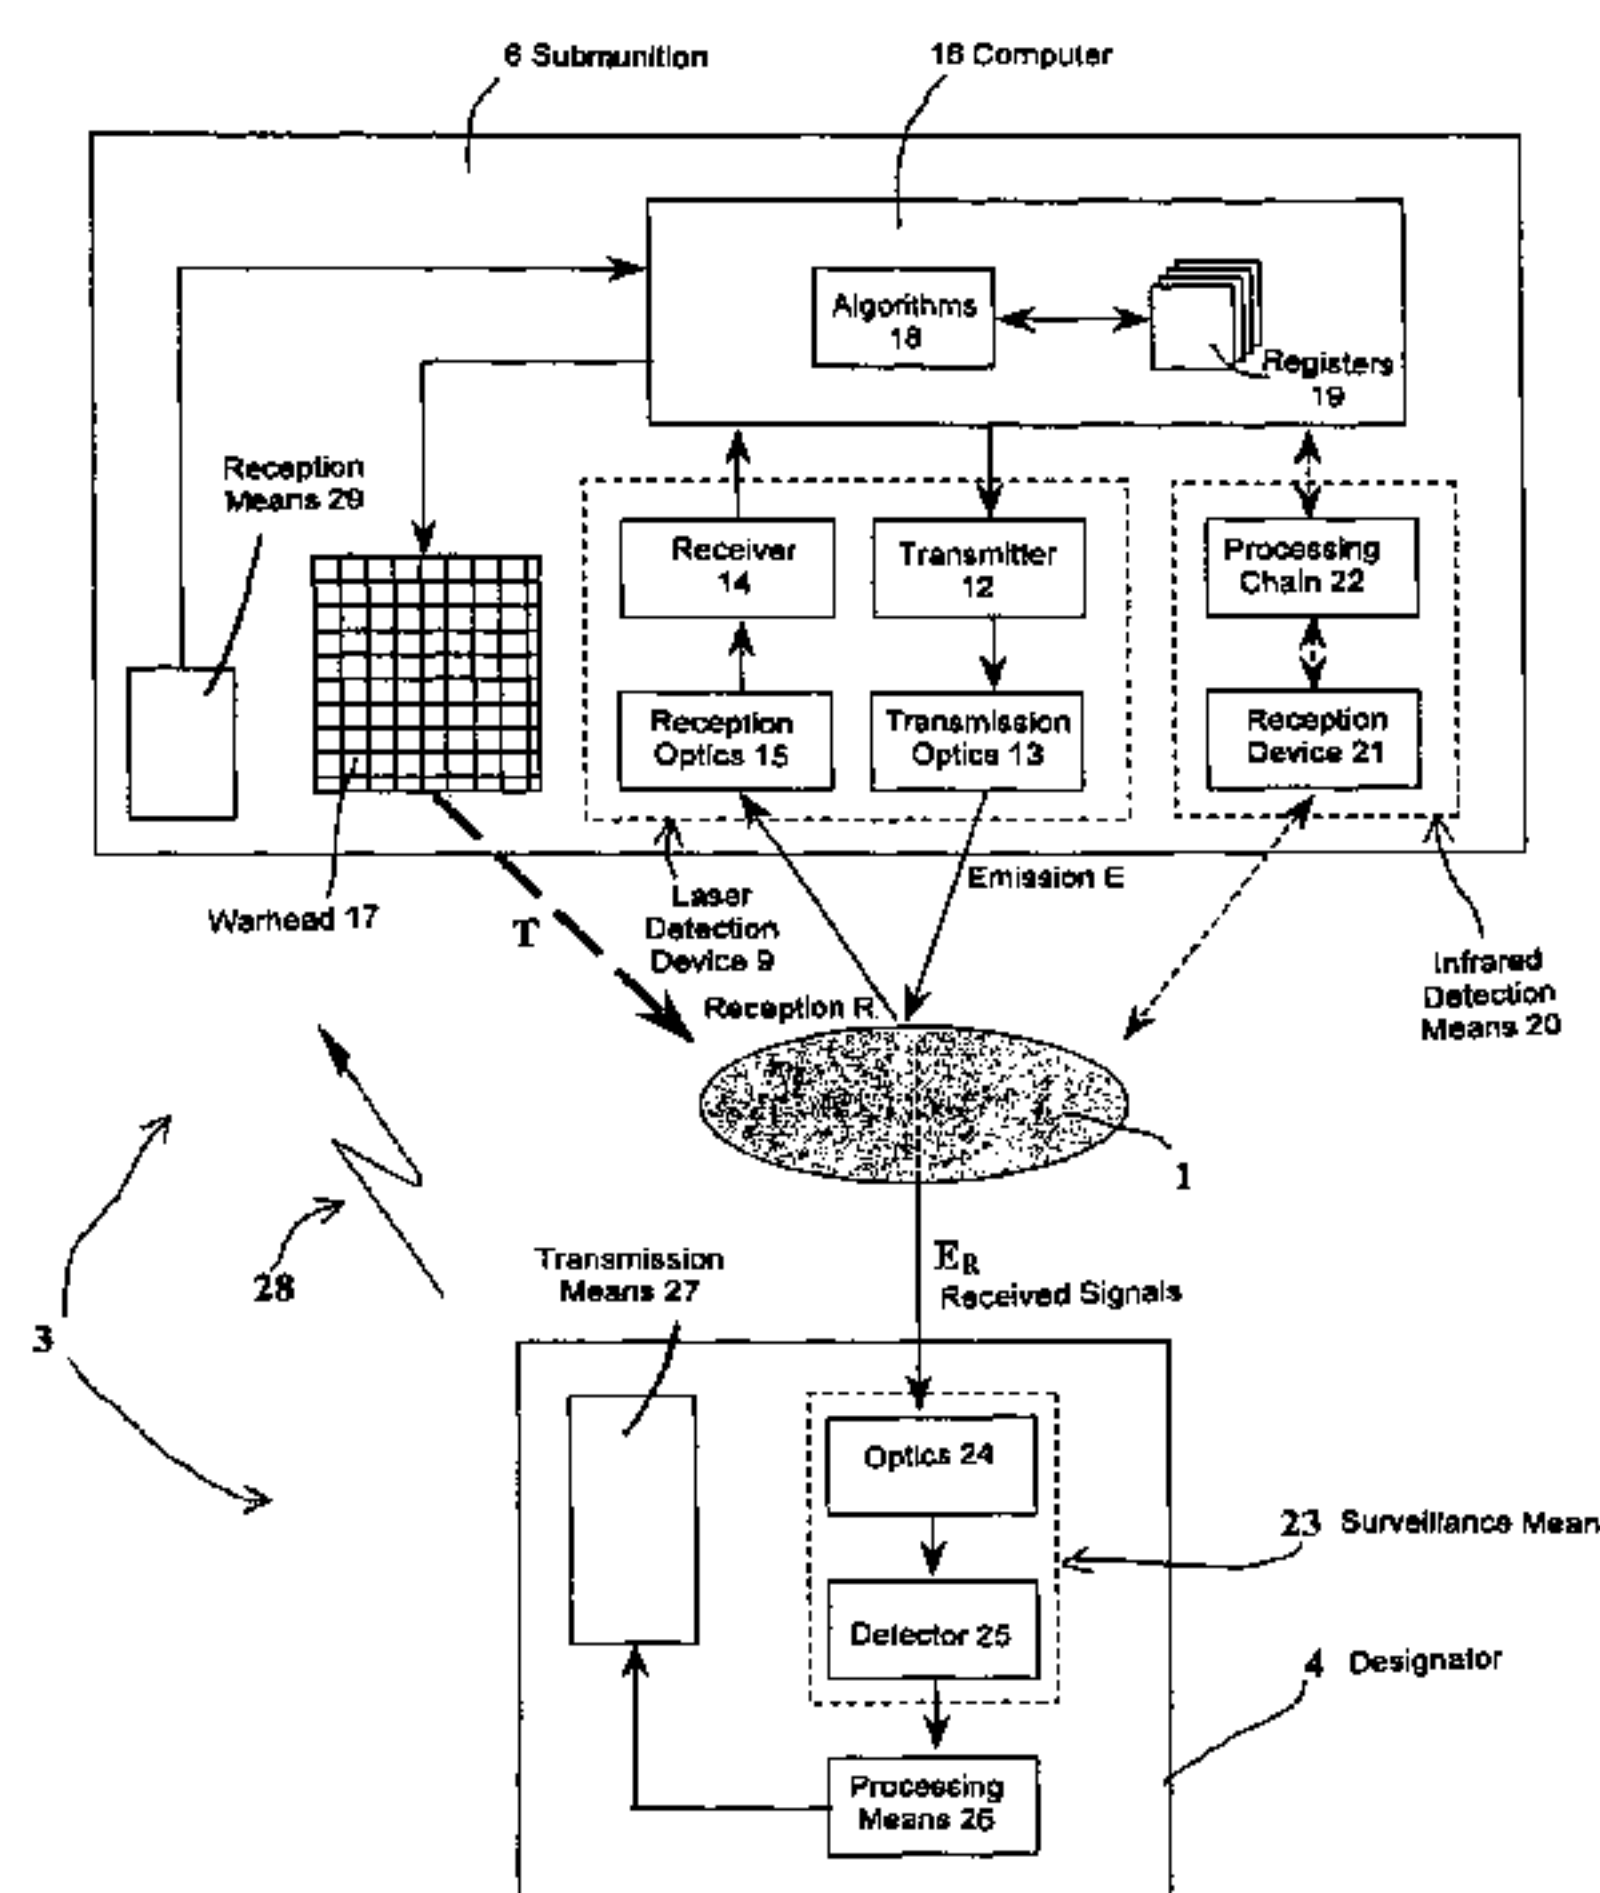 6 Submunition
16 Computer
Algorithms
18
Registers
19
Reception
Means 29
Receiver
14
Transmitter
12
Processing
Chain 22
Reception
Optics 15
Transmission
Optics 13
Reception
Device 21
Emission E
Warhead 17
T
Laser
Detection
Device 9
Infrared
Detection
Means 20
Reception R
1
28
Transmission
Means 27
E_R
Received Signals
3
Optics 24
23 Surveillance Mean
Detector 25
4 Designator
Processing
Means 26